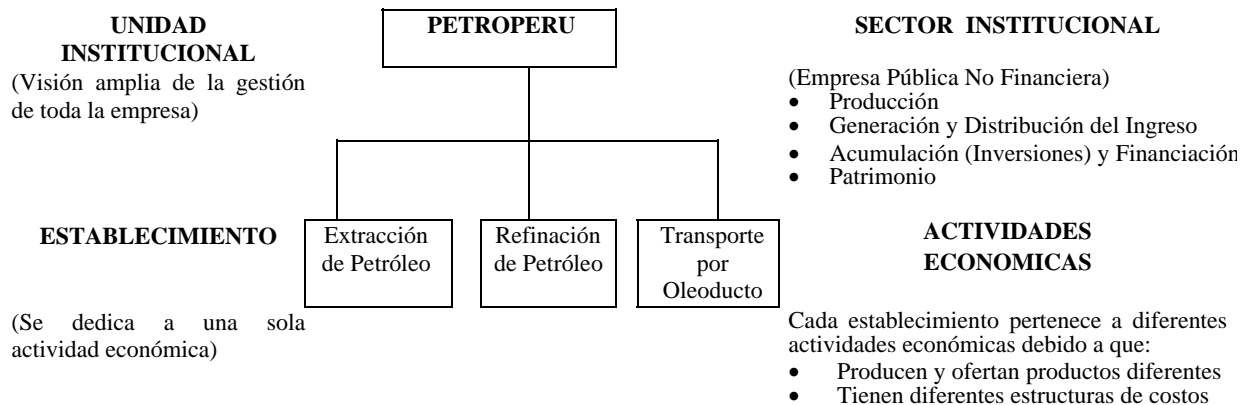 UNIDAD
INSTITUCIONAL
(Visión amplia de la gestión
de toda la empresa)
PETROPERU
SECTOR INSTITUCIONAL
(Empresa Pública No Financiera)
• Producción
• Generación y Distribución del Ingreso
• Acumulación (Inversiones) y Financiación
• Patrimonio
ESTABLECIMIENTO
(Se dedica a una sola
actividad económica)
Extracción
de Petróleo
Refinación
de Petróleo
Transporte
por
Oleoducto
ACTIVIDADES
ECONOMICAS
Cada establecimiento pertenece a diferentes
actividades económicas debido a que:
• Producen y ofertan productos diferentes
• Tienen diferentes estructuras de costos